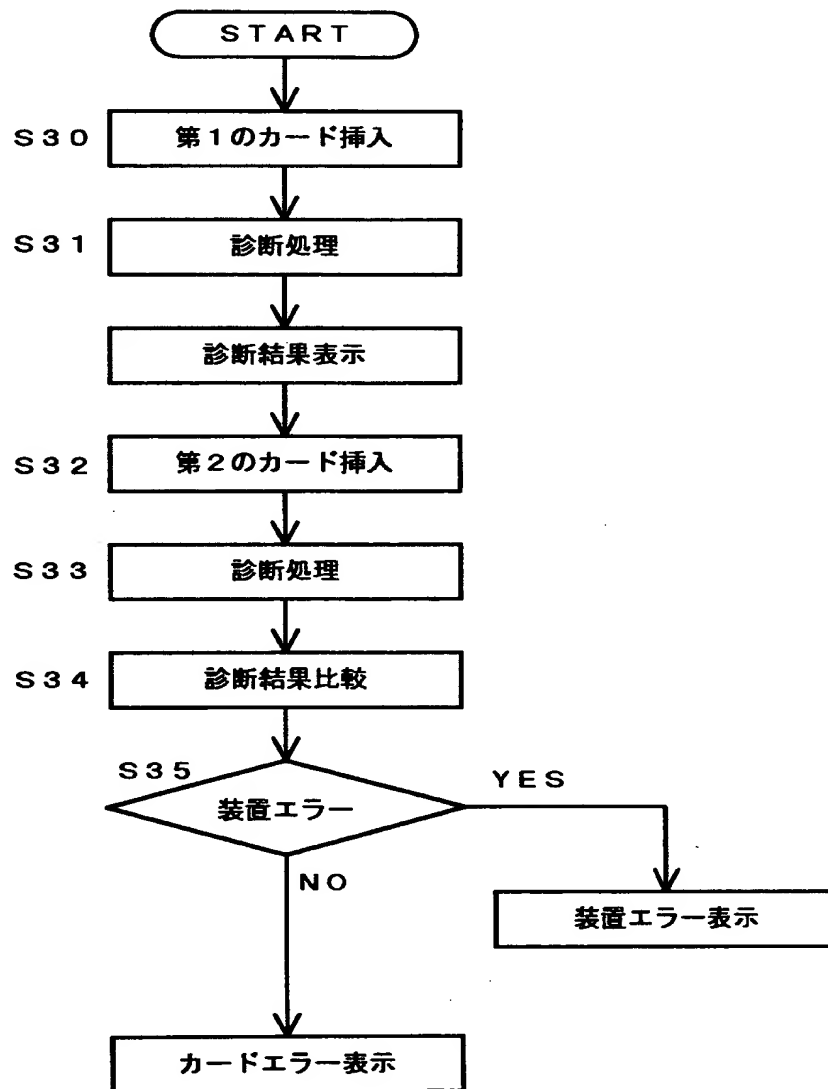 START
S30 第1のカード挿入
S31 診断処理
診断結果表示
S32 第2のカード挿入
S33 診断処理
S34 診断結果比較
S35
装置エラー
YES
NO
装置エラー表示
カードエラー表示